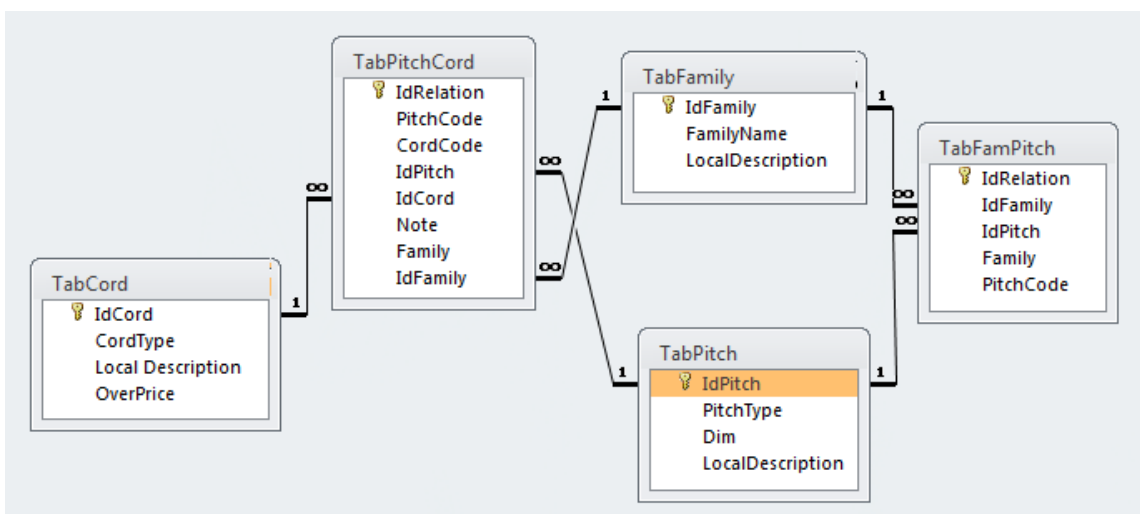 TabPitchCord
IdRelation
PitchCode
CordCode
IdPitch
IdCord
Note
Family
IdFamily
TabFamily
IdFamily
FamilyName
LocalDescription
TabFamPitch
IdRelation
IdFamily
IdPitch
Family
PitchCode
TabCord
IdCord
CordType
Local Description
OverPrice
TabPitch
IdPitch
PitchType
Dim
LocalDescription
1
∞
∞
∞
1
1
1
1
∞
∞